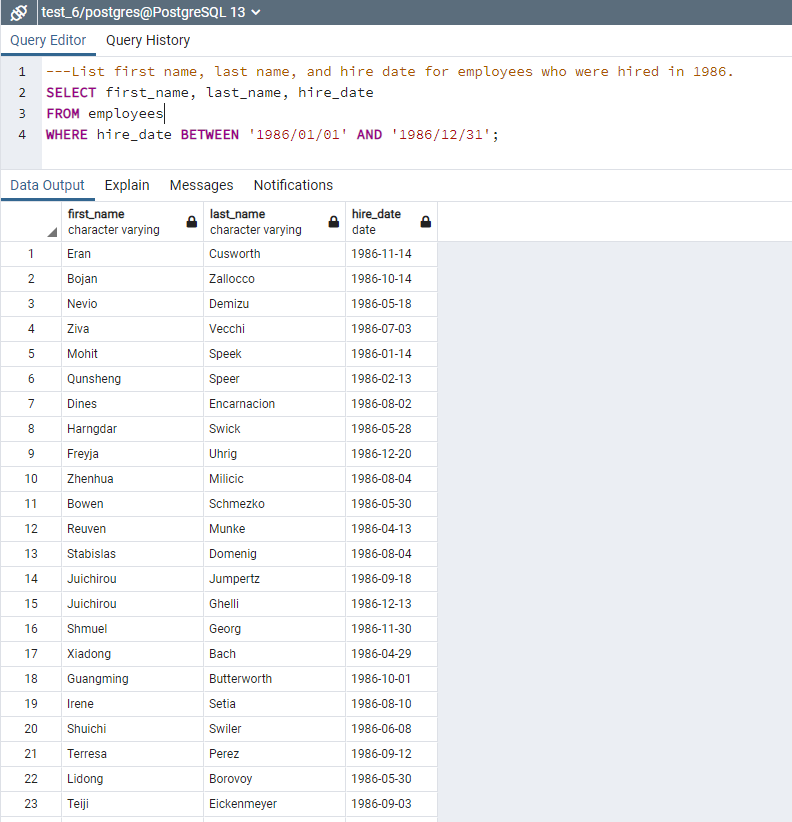 test_6/postgres@PostgreSQL 13
Query Editor Query History
1 ---List first name, last name, and hire date for employees who were hired in 1986.
2 SELECT first_name, last_name, hire_date
3 FROM employees
4 WHERE hire_date BETWEEN '1986/01/01' AND '1986/12/31';
Data Output Explain Messages Notifications
first_name last_name hire_date
character varying character varying date
1 Eran Cusworth 1986-11-14
2 Bojan Zallocco 1986-10-14
3 Nevio Demizu 1986-05-18
4 Ziva Vecchi 1986-07-03
5 Mohit Speek 1986-01-14
6 Qunsheng Speer 1986-02-13
7 Dines Encarnacion 1986-08-02
8 Harngdar Swick 1986-05-28
9 Freyja Uhrig 1986-12-20
10 Zhenhua Milicic 1986-08-04
11 Bowen Schmezko 1986-05-30
12 Reuven Munke 1986-04-13
13 Stabislas Domenig 1986-08-04
14 Juichirou Jumpertz 1986-09-18
15 Juichirou Ghelli 1986-12-13
16 Shmuel Georg 1986-11-30
17 Xiadong Bach 1986-04-29
18 Guangming Butterworth 1986-10-01
19 Irene Setia 1986-08-10
20 Shuichi Swiler 1986-06-08
21 Terresa Perez 1986-09-12
22 Lidong Borovoy 1986-05-30
23 Teiji Eickenmeyer 1986-09-03